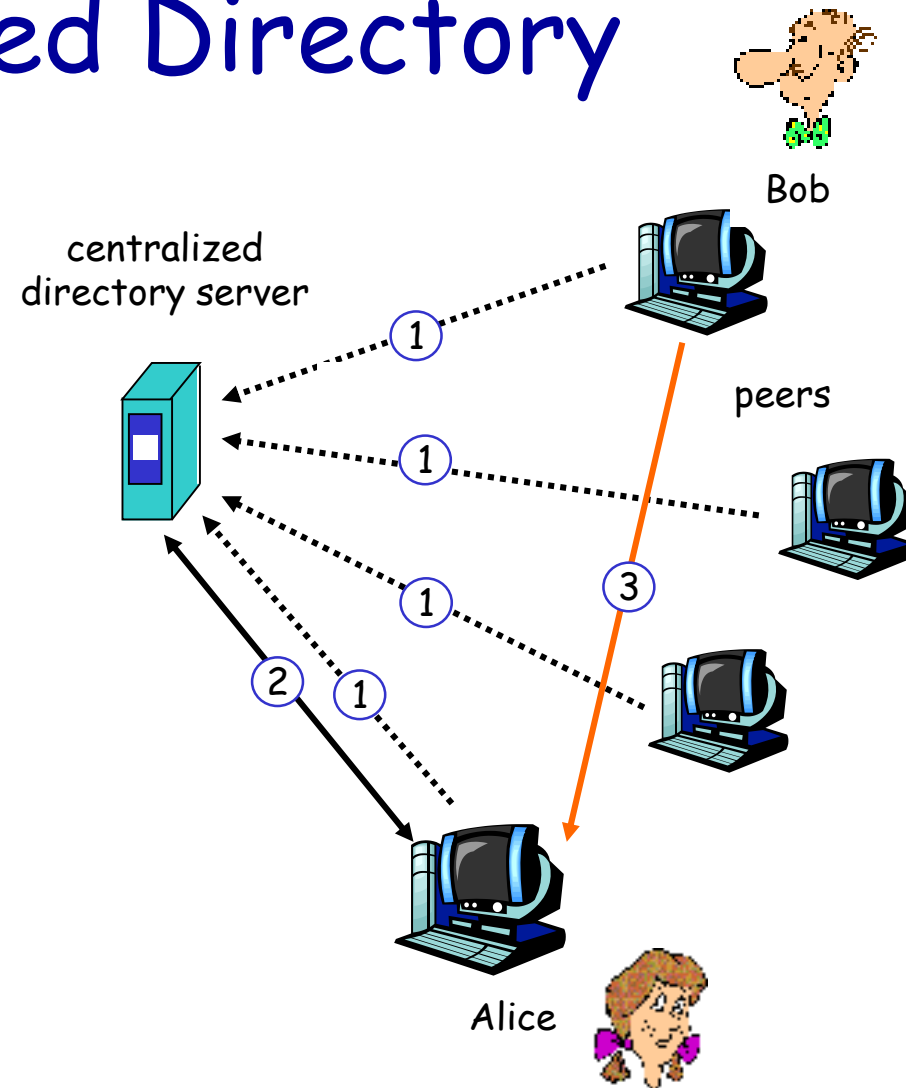 ed Directory
Bob
centralized
directory server
1
peers
1
3
1
2
1
Alice